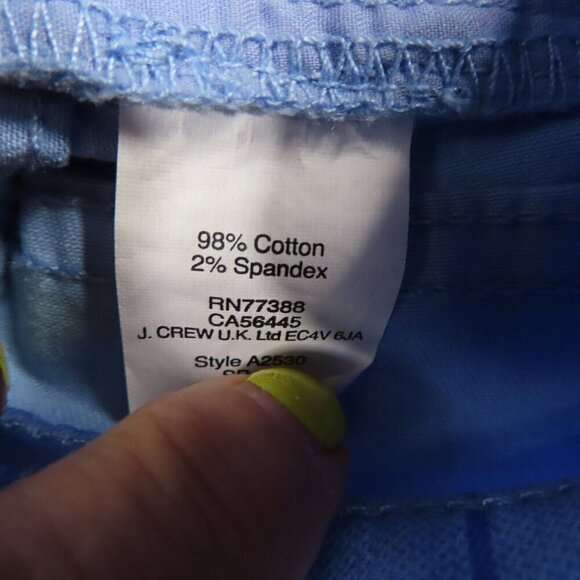 98% Cotton
2% Spandex
RN77388
CA56445
J. CREW U.K. Ltd EC4V 6JA
Style A2530